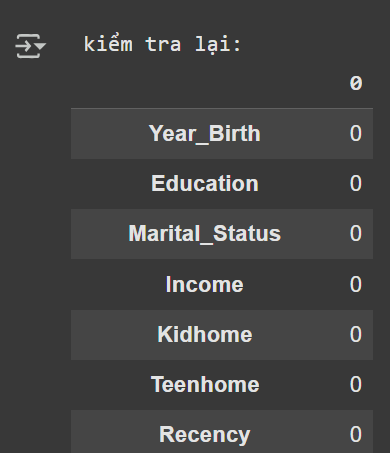 kiểm tra lại:
0
Year_Birth 0
Education 0
Marital_Status 0
Income 0
Kidhome 0
Teenhome 0
Recency 0